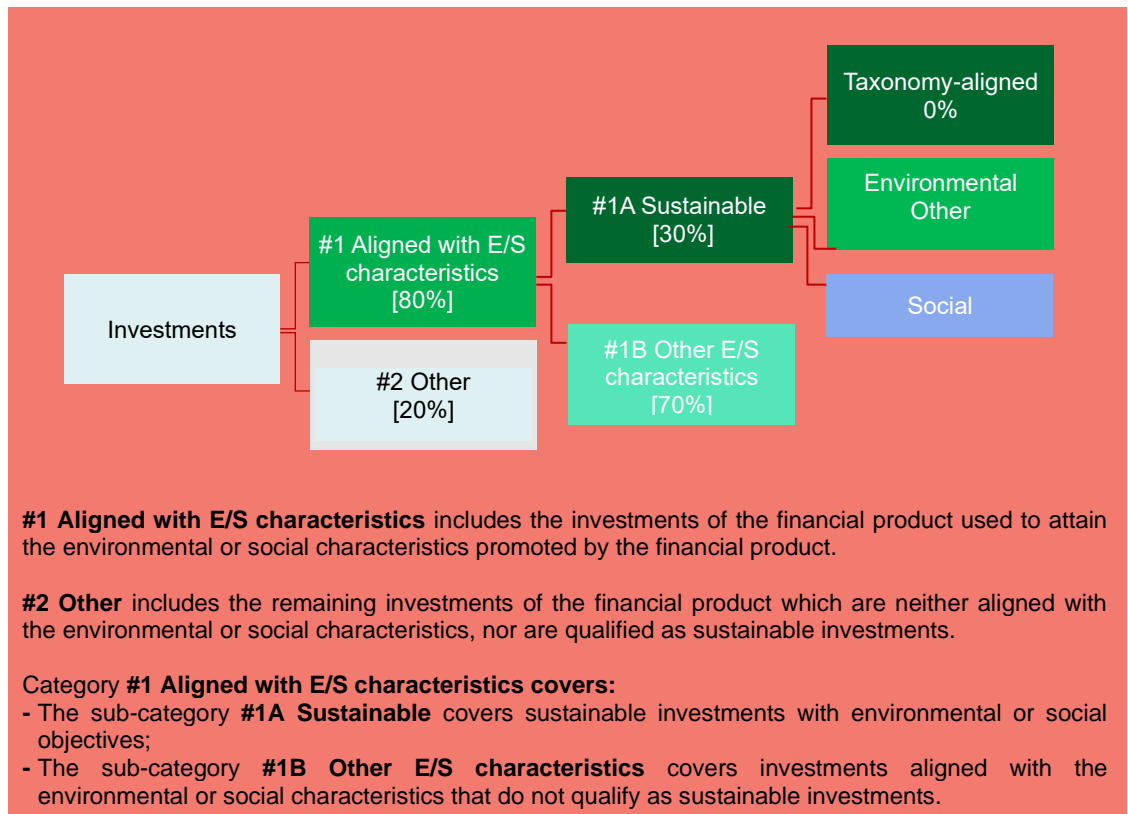 Taxonomy-aligned
0%
Environmental
Other
#1A Sustainable
[30%]
#1 Aligned with E/S
characteristics
[80%]
Social
Investments
#1B Other E/S
characteristics
[70%]
#2 Other
[20%]
#1 Aligned with E/S characteristics includes the investments of the financial product used to attain
the environmental or social characteristics promoted by the financial product.
#2 Other includes the remaining investments of the financial product which are neither aligned with
the environmental or social characteristics, nor are qualified as sustainable investments.
Category #1 Aligned with E/S characteristics covers:
- The sub-category #1A Sustainable covers sustainable investments with environmental or social
objectives;
- The sub-category #1B Other E/S characteristics covers investments aligned with the
environmental or social characteristics that do not qualify as sustainable investments.